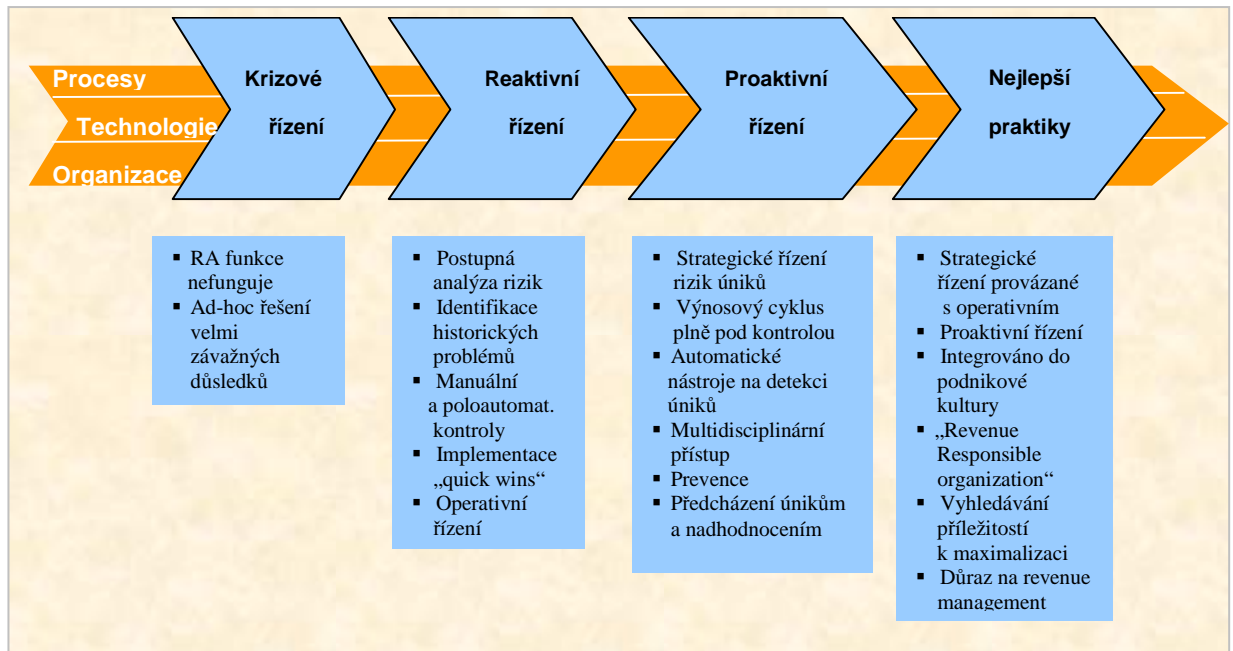 Procesy
Technologie
Organizace
Krizové
řízení
Reaktivní
řízení
Proaktivní
řízení
Nejlepší
praktiky
▪ RA funkce
nefunguje
▪ Ad-hoc řešení
velmi
závažných
důsledků
▪ Postupná
analýza rizik
▪ Identifikace
historických
problémů
▪ Manuální
a poloautomat.
kontroly
▪ Implementace
„quick wins“
▪ Operativní
řízení
▪ Strategické řízení
rizik úniků
▪ Výnosový cyklus
plně pod kontrolou
▪ Automatické
nástroje na detekci
úniků
▪ Multidisciplinární
přístup
▪ Prevence
▪ Předcházení únikům
a nadhodnocením
▪ Strategické
řízení provázané
s operativním
▪ Proaktivní řízení
▪ Integrováno do
podnikové
kultury
▪ „Revenue
Responsible
organization“
▪ Vyhledávání
příležitostí
k maximalizaci
▪ Důraz na revenue
management